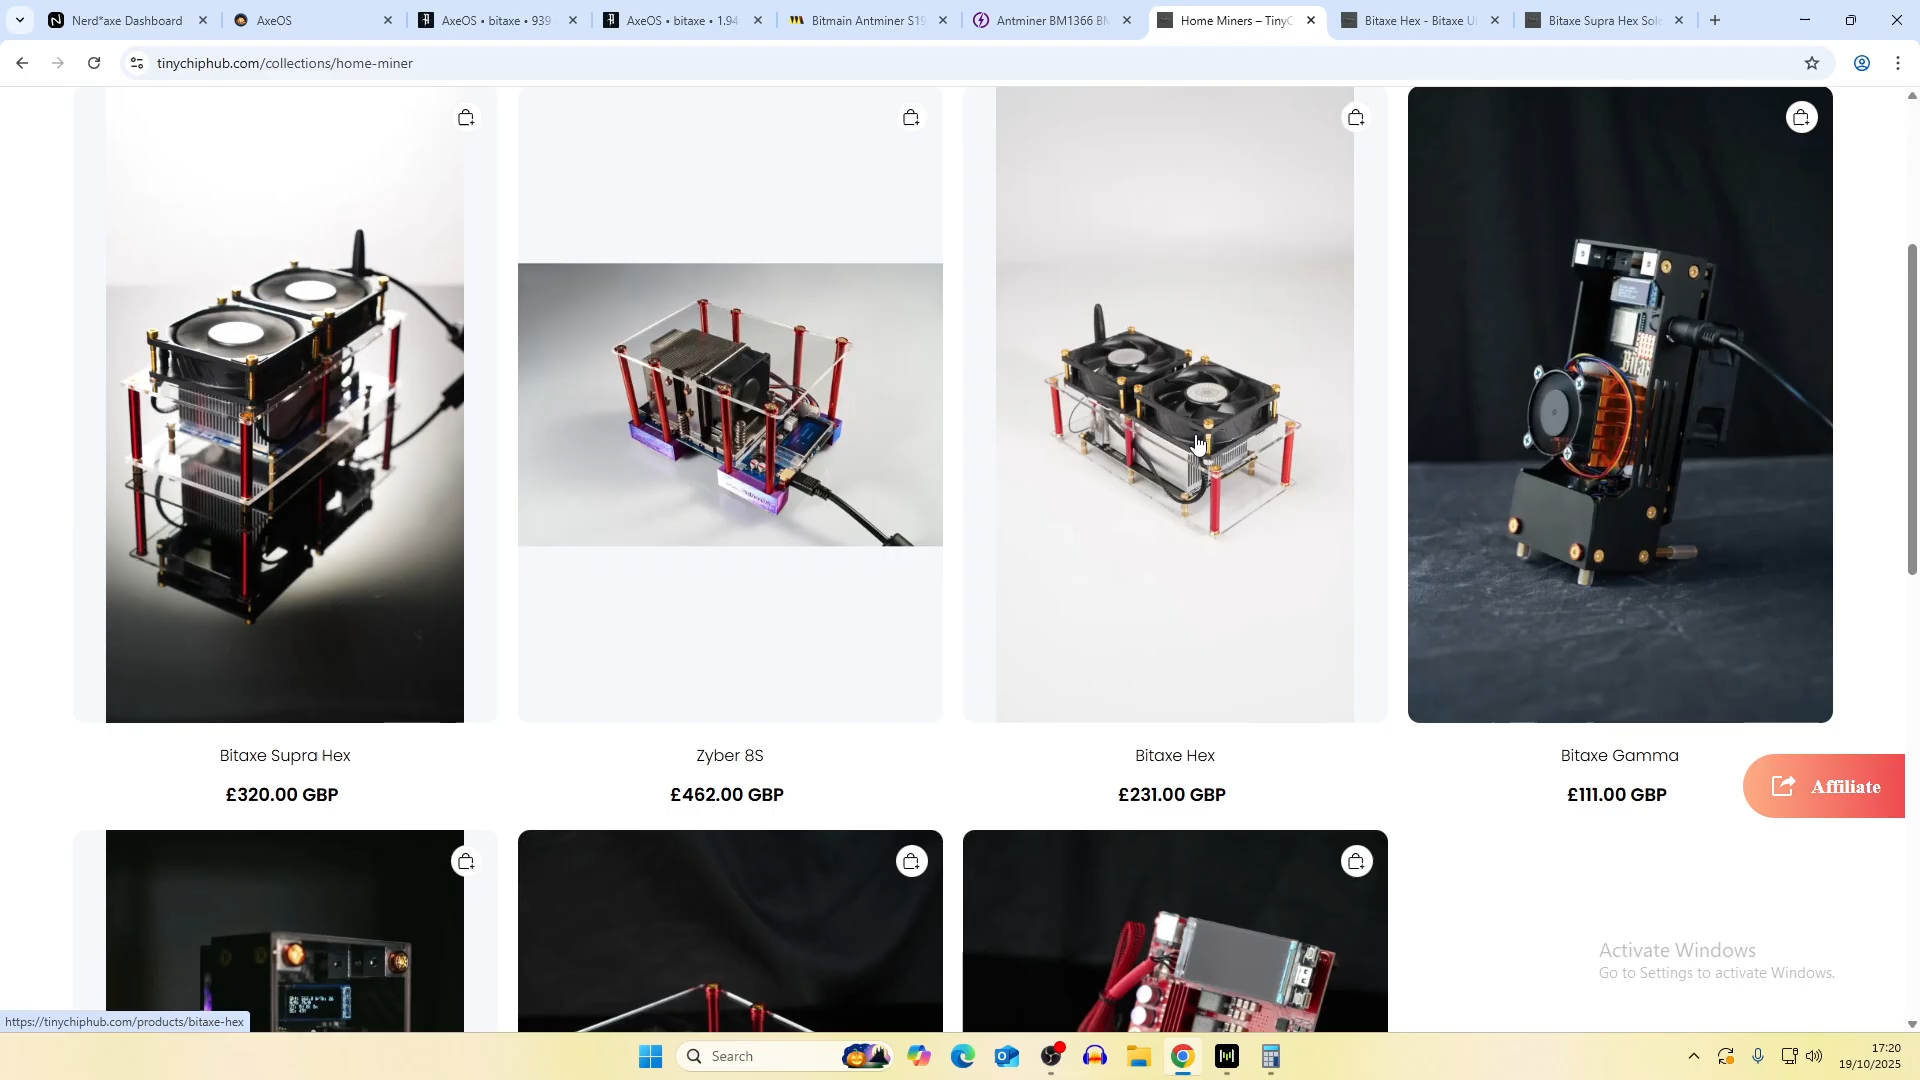 Nerd*axe Dashboard
AxeOS
AxeOS • bitaxe • 939
AxeOS • bitaxe • 1.94
Bitmain Antminer S19
Antminer BM1366 BM
Home Miners – TinyC
Bitaxe Hex - Bitaxe Ul
Bitaxe Supra Hex Solo
tinychiphub.com/collections/home-miner
Bitaxe Supra Hex
Zyber 8S
Bitaxe Hex
Bitaxe Gamma
£320.00 GBP
£462.00 GBP
£231.00 GBP
£111.00 GBP
Affiliate
Activate Windows
Go to Settings to activate Windows.
https://tinychiphub.com/products/bitaxe-hex
Search
17:20
19/10/2025